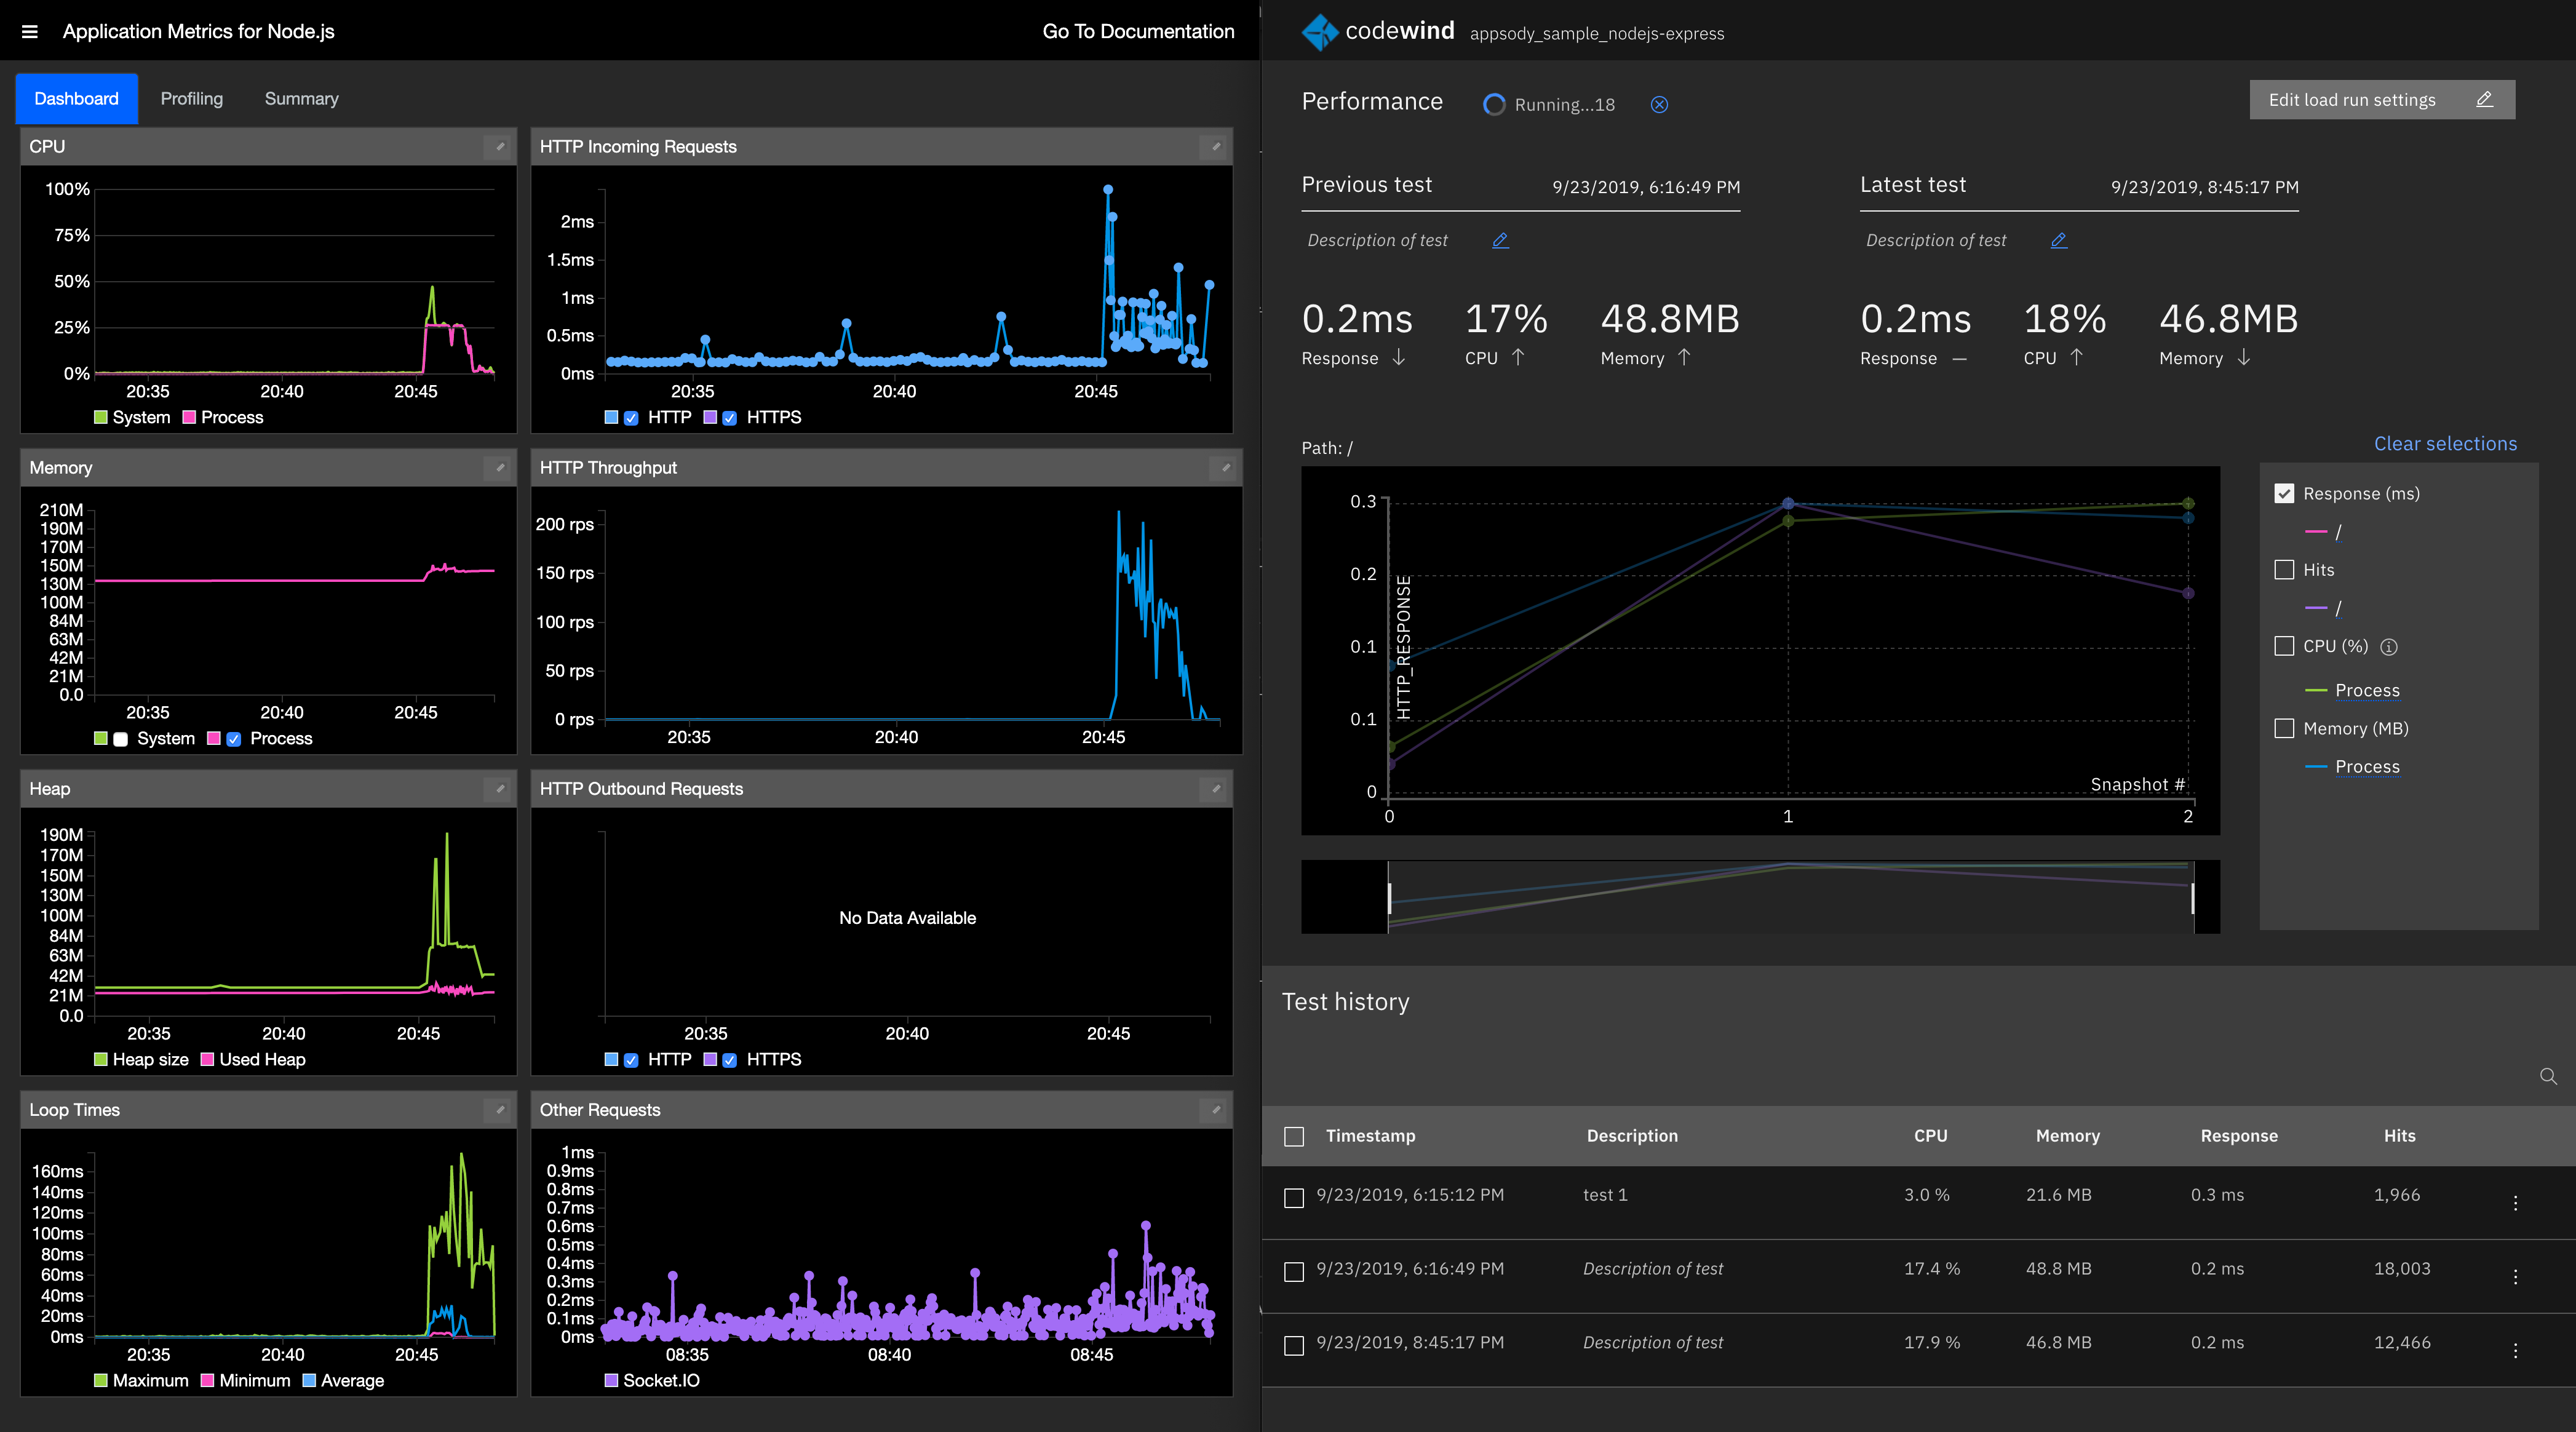 Application Metrics for Node.js
Go To Documentation
Dashboard
Profiling
Summary
CPU
100%
75%
50%
25%
0%
20:35
20:40
20:45
System
Process
HTTP Incoming Requests
2ms
1.5ms
1ms
0.5ms
0ms
20:35
20:40
20:45
HTTP
HTTPS
Memory
210M
190M
170M
150M
130M
100M
84M
63M
42M
21M
0.0
20:35
20:40
20:45
System
Process
HTTP Throughput
200 rps
150 rps
100 rps
50 rps
0 rps
20:35
20:40
20:45
Heap
190M
170M
150M
130M
100M
84M
63M
42M
21M
0.0
20:35
20:40
20:45
Heap size
Used Heap
HTTP Outbound Requests
No Data Available
20:35
20:40
20:45
HTTP
HTTPS
Loop Times
160ms
140ms
120ms
100ms
80ms
60ms
40ms
20ms
0ms
20:35
20:40
20:45
Maximum
Minimum
Average
Other Requests
1ms
0.9ms
0.8ms
0.7ms
0.6ms
0.5ms
0.4ms
0.3ms
0.2ms
0.1ms
0ms
08:35
08:40
08:45
Socket.IO
codewind
appsody_sample_nodejs-express
Performance
Running...18
Edit load run settings
Previous test
9/23/2019, 6:16:49 PM
Description of test
0.2ms
17%
48.8MB
Response
CPU
Memory
Latest test
9/23/2019, 8:45:17 PM
Description of test
0.2ms
18%
46.8MB
Response
CPU
Memory
Path: /
Clear selections
0.3
0.2
0.1
0.1
0
HTTP_RESPONSE
Snapshot #
0
1
2
Response (ms)
/
Hits
/
CPU (%)
Process
Memory (MB)
Process
Test history
Timestamp Description CPU Memory Response Hits
9/23/2019, 6:15:12 PM test 1 3.0 % 21.6 MB 0.3 ms 1,966
9/23/2019, 6:16:49 PM Description of test 17.4 % 48.8 MB 0.2 ms 18,003
9/23/2019, 8:45:17 PM Description of test 17.9 % 46.8 MB 0.2 ms 12,466